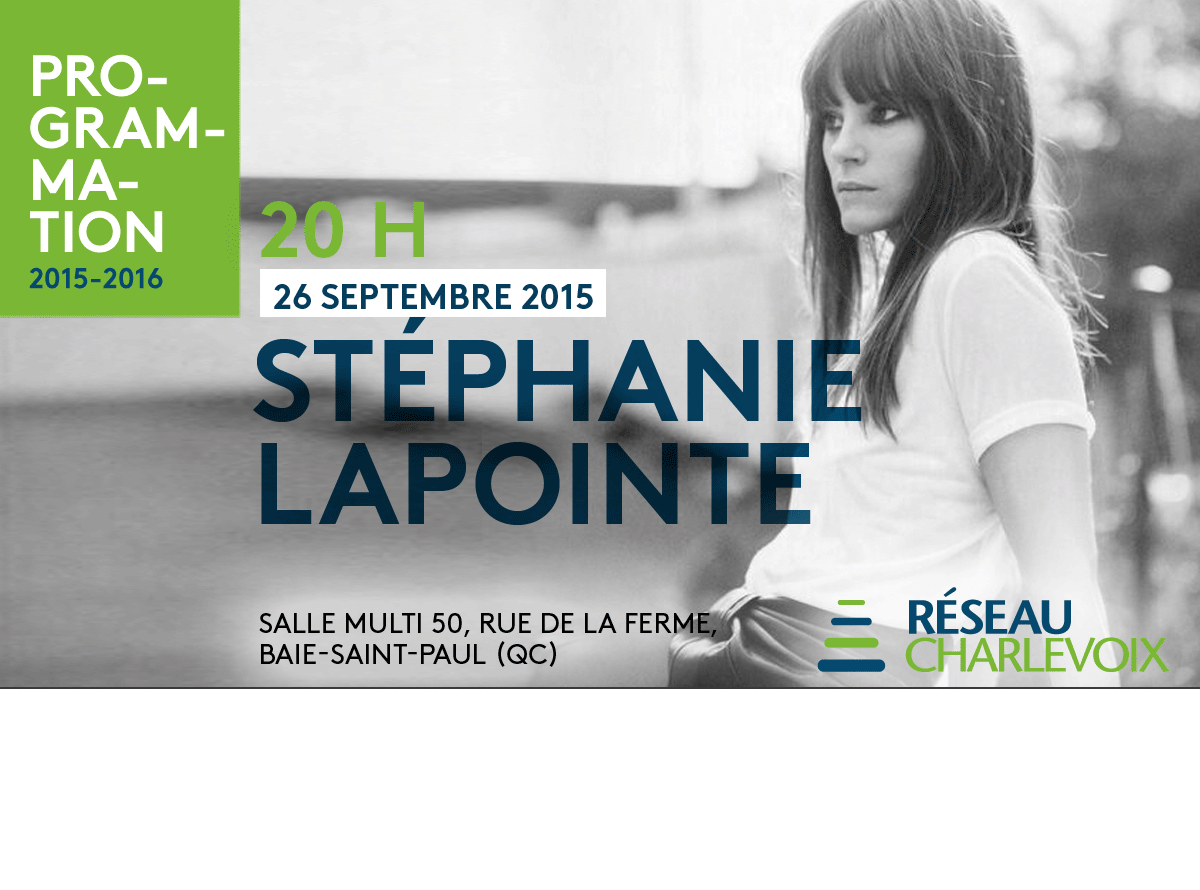 PRO-
GRAM-
MA-
TION
2015-2016
20 H
26 SEPTEMBRE 2015
STÉPHANIE
LAPOINTE
SALLE MULTI 50, RUE DE LA FERME,
BAIE-SAINT-PAUL (QC)
RÉSEAU
CHARLEVOIX